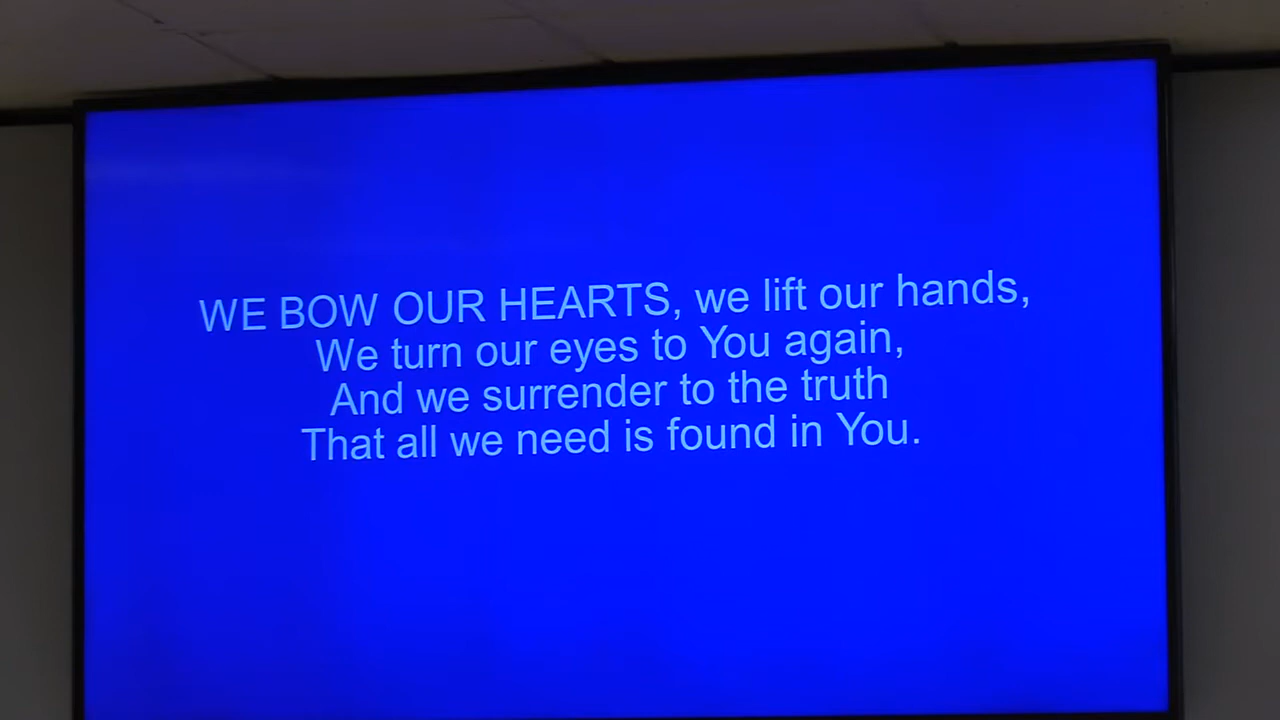 WE BOW OUR HEARTS, we lift our hands,
We turn our eyes to You again,
And we surrender to the truth
That all we need is found in You.